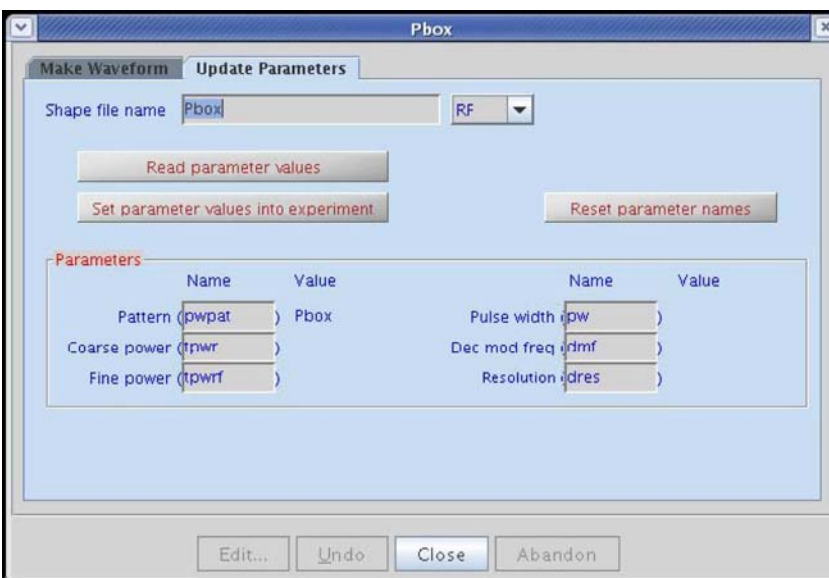 Pbox
Make Waveform Update Parameters
Shape file name Pbox RF
Read parameter values
Set parameter values into experiment Reset parameter names
Parameters
Name Value Name Value
Pattern (pwpat) Pbox Pulse width (pw)
Coarse power (tpwr) Dec mod freq (dmf)
Fine power (tpwrf) Resolution (dres)
Edit... Undo Close Abandon